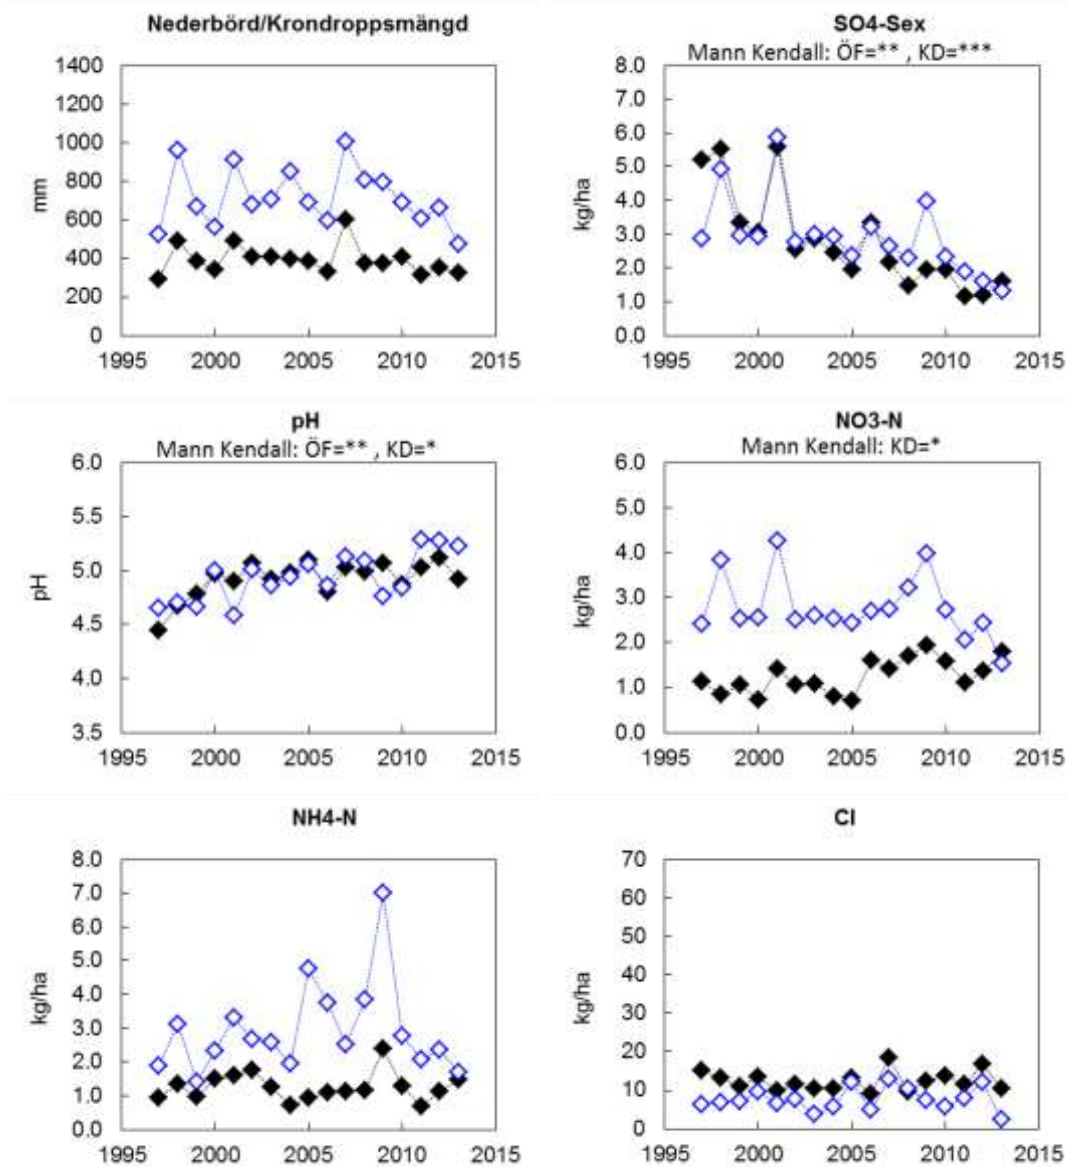 Nederbörd/Krondroppsmängd
1400
1200
1000
800
600
400
200
0
mm
1995 2000 2005 2010 2015
SO4-Sex
Mann Kendall: ÖF=** , KD=***
8.0
7.0
6.0
5.0
4.0
3.0
2.0
1.0
0.0
kg/ha
1995 2000 2005 2010 2015
pH
Mann Kendall: ÖF=** , KD=*
6.0
5.5
5.0
4.5
4.0
3.5
pH
1995 2000 2005 2010 2015
NO3-N
Mann Kendall: KD=*
6.0
5.0
4.0
3.0
2.0
1.0
0.0
kg/ha
1995 2000 2005 2010 2015
NH4-N
8.0
7.0
6.0
5.0
4.0
3.0
2.0
1.0
0.0
kg/ha
1995 2000 2005 2010 2015
Cl
70
60
50
40
30
20
10
0
kg/ha
1995 2000 2005 2010 2015